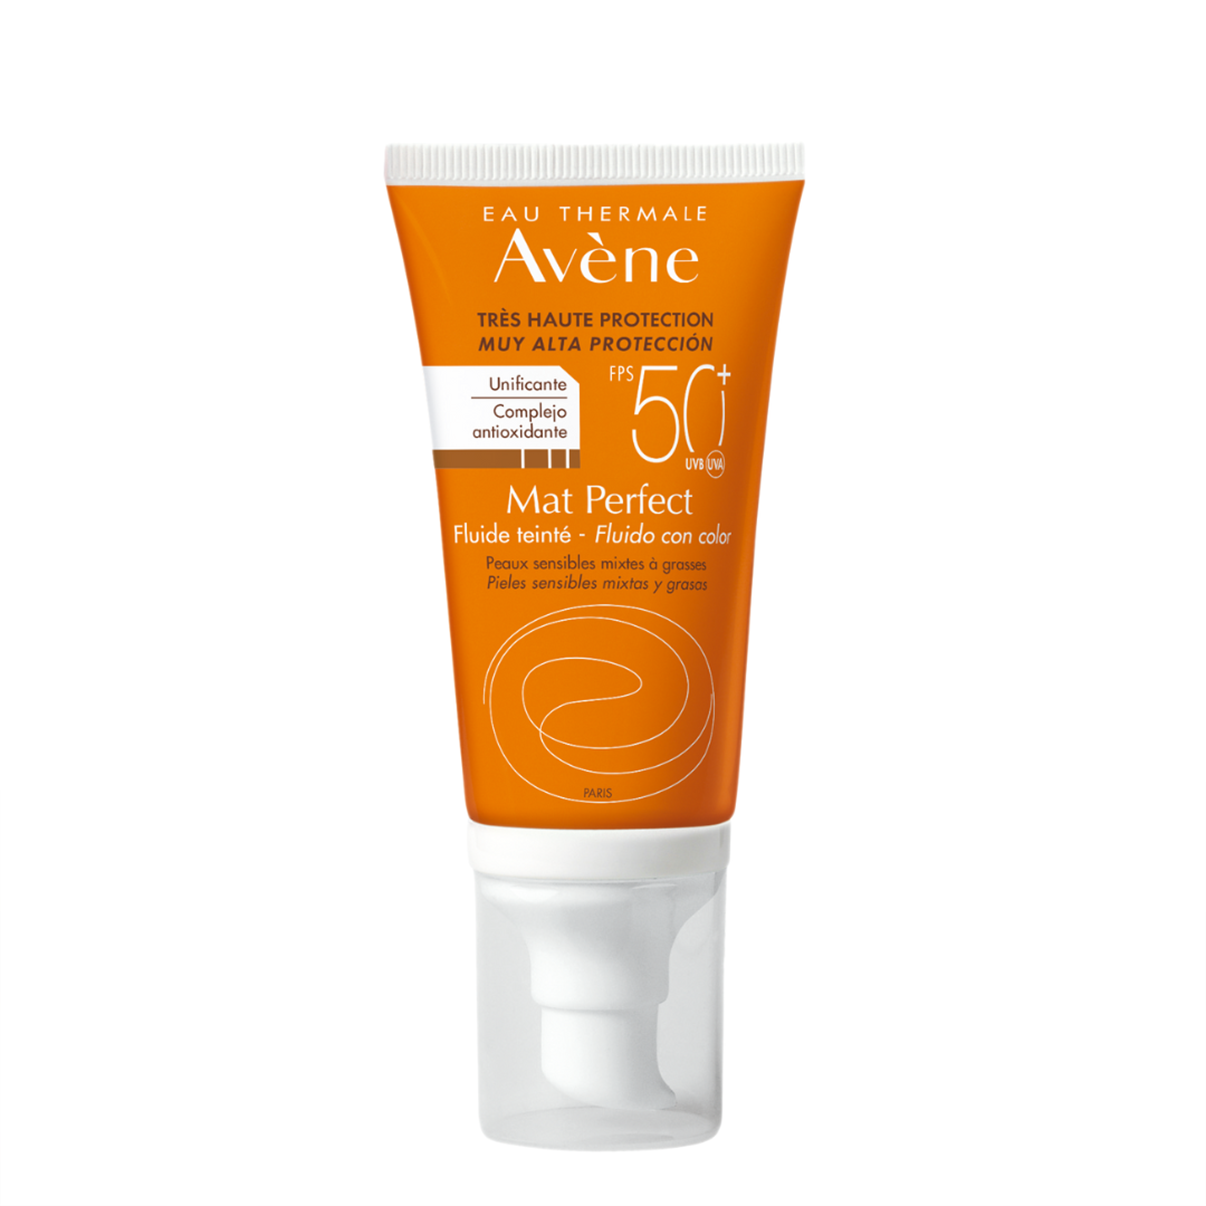 EAU THERMALE
Avène
TRÈS HAUTE PROTECTION
MUY ALTA PROTECCIÓN
Unificante
Complejo
antioxidante
FPS 50+
UVB UVA
Mat Perfect
Fluide teinté - Fluido con color
Peaux sensibles mixtes à grasses
Pieles sensibles mixtas y grasas
PARIS